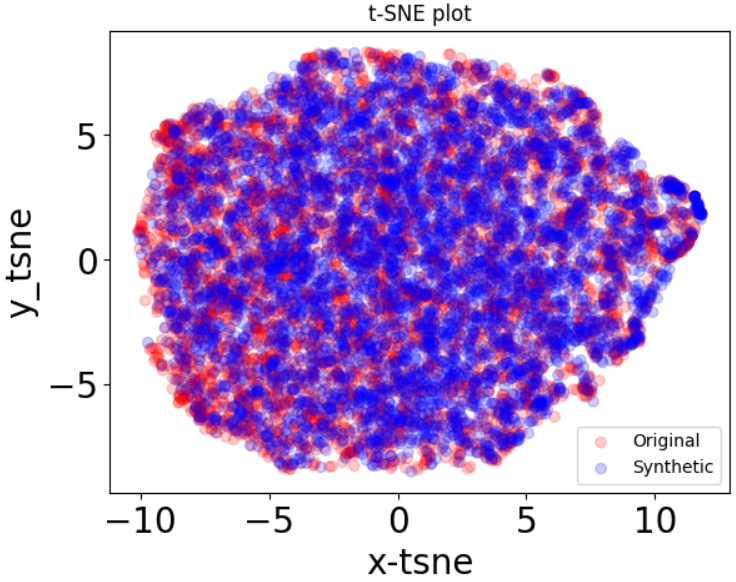 t-SNE plot
y_tsne
5
0
−5
−10
−5
0
5
10
x-tsne
Original
Synthetic